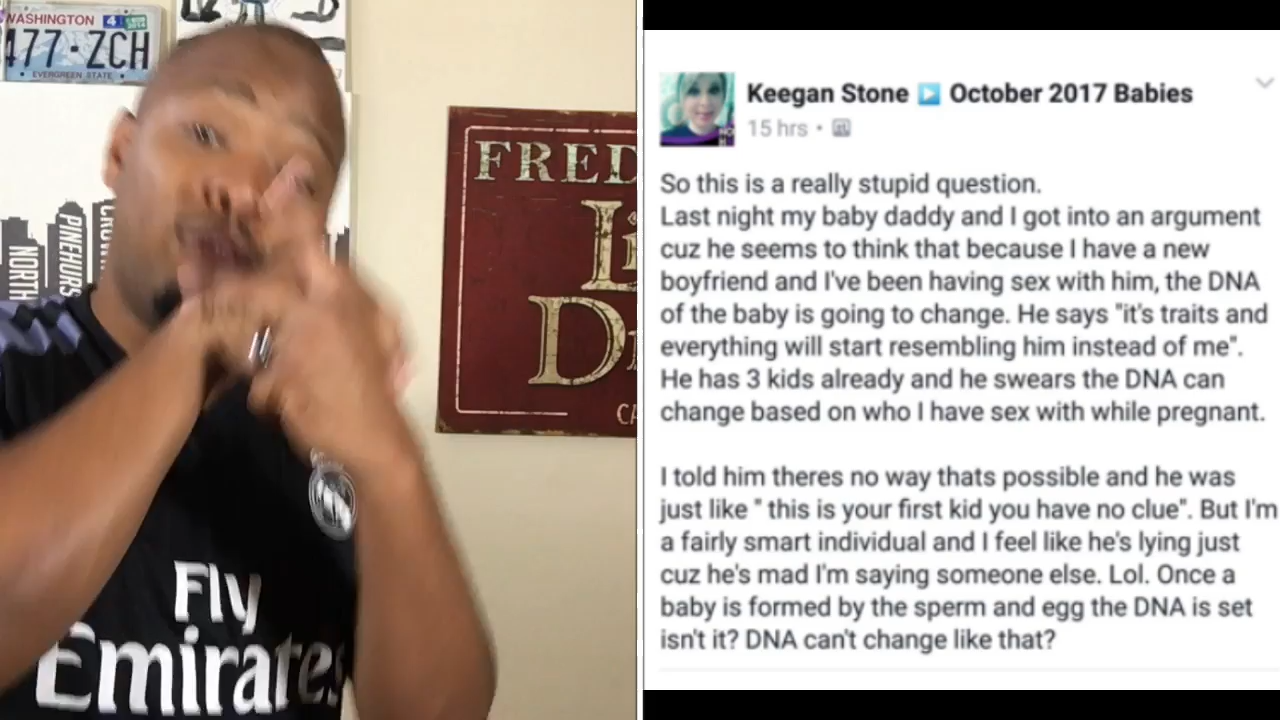 WASHINGTON 4
477-ZCH
EVERGREEN STATE
NORTH
PINEHURS
CROWN
FRED
Li
CA
Fly
Emirates
Keegan Stone ▶ October 2017 Babies
15 hrs ·
So this is a really stupid question.
Last night my baby daddy and I got into an argument
cuz he seems to think that because I have a new
boyfriend and I've been having sex with him, the DNA
of the baby is going to change. He says "it's traits and
everything will start resembling him instead of me".
He has 3 kids already and he swears the DNA can
change based on who I have sex with while pregnant.
I told him theres no way thats possible and he was
just like " this is your first kid you have no clue". But I'm
a fairly smart individual and I feel like he's lying just
cuz he's mad I'm saying someone else. Lol. Once a
baby is formed by the sperm and egg the DNA is set
isn't it? DNA can't change like that?